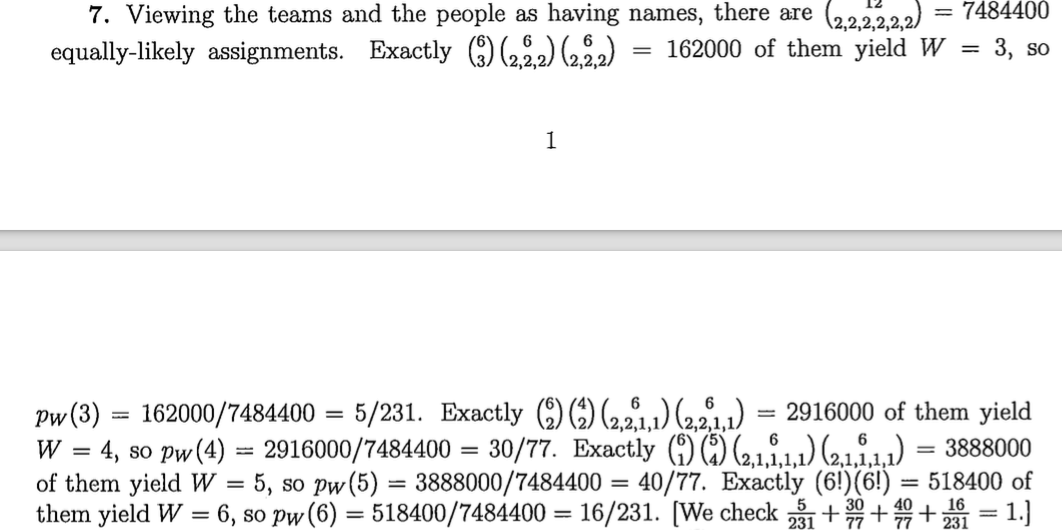 7. Viewing the teams and the people as having names, there are \binom{12}{2,2,2,2,2,2} = 7484400
equally-likely assignments. Exactly \binom{6}{3}\binom{6}{2,2,2}\binom{6}{2,2,2} = 162000 of them yield W = 3, so
1
p_W(3) = 162000/7484400 = 5/231. Exactly \binom{6}{2}\binom{4}{2}\binom{6}{2,2,1,1}\binom{6}{2,2,1,1} = 2916000 of them yield
W = 4, so p_W(4) = 2916000/7484400 = 30/77. Exactly \binom{6}{1}\binom{5}{4}\binom{6}{2,1,1,1,1}\binom{6}{2,1,1,1,1} = 3888000
of them yield W = 5, so p_W(5) = 3888000/7484400 = 40/77. Exactly (6!)(6!) = 518400 of
them yield W = 6, so p_W(6) = 518400/7484400 = 16/231. [We check \frac{5}{231} + \frac{30}{77} + \frac{40}{77} + \frac{16}{231} = 1.]